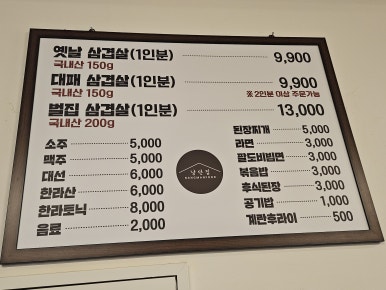 옛날 삼겹살(1인분) 9,900
국내산 150g
대패 삼겹살(1인분) 9,900
국내산 150g ※ 2인분 이상 주문가능
벌집 삼겹살(1인분) 13,000
국내산 200g
소주 5,000
맥주 5,000
대선 6,000
한라산 6,000
한라토닉 8,000
음료 2,000
된장찌개 5,000
라면 3,000
팔도비빔면 3,000
볶음밥 3,000
후식된장 3,000
공기밥 1,000
계란후라이 500